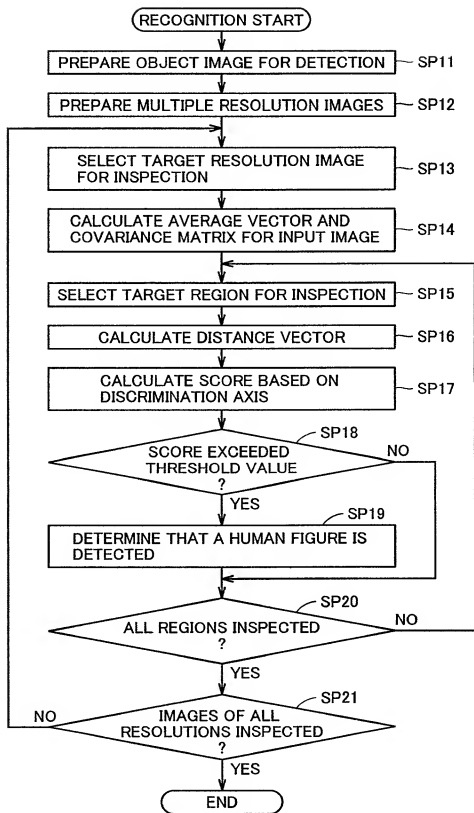 RECOGNITION START
PREPARE OBJECT IMAGE FOR DETECTION
SP11
PREPARE MULTIPLE RESOLUTION IMAGES
SP12
SELECT TARGET RESOLUTION IMAGE
FOR INSPECTION
SP13
CALCULATE AVERAGE VECTOR AND
COVARIANCE MATRIX FOR INPUT IMAGE
SP14
SELECT TARGET REGION FOR INSPECTION
SP15
CALCULATE DISTANCE VECTOR
SP16
CALCULATE SCORE BASED ON
DISCRIMINATION AXIS
SP17
SP18
SCORE EXCEEDED
THRESHOLD VALUE
?
NO
YES
SP19
DETERMINE THAT A HUMAN FIGURE IS
DETECTED
SP20
ALL REGIONS INSPECTED
?
NO
YES
SP21
IMAGES OF ALL
RESOLUTIONS INSPECTED
?
NO
YES
END